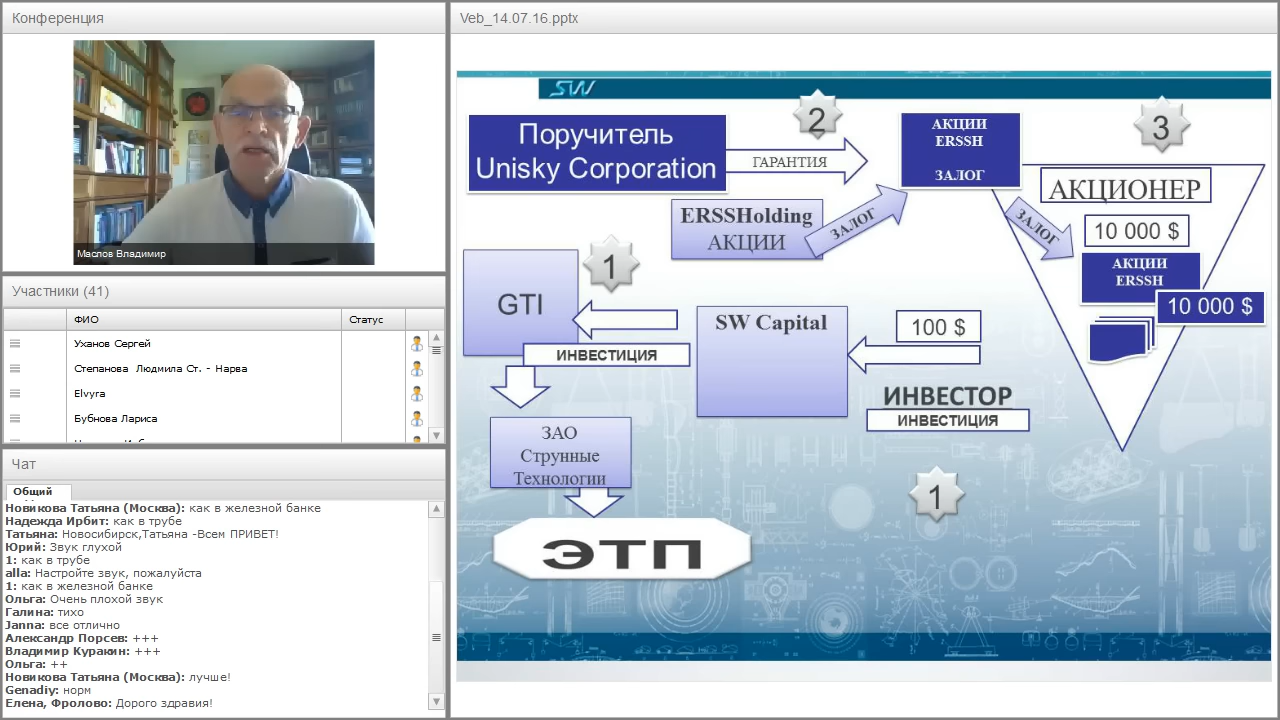 Конференция
Маслов Владимир
Участники (41)
ФИО
Статус
Уханов Сергей
Степанова Людмила Ст. - Нарва
Elvyra
Бубнова Лариса
Чат
Общий
Новикова Татьяна (Москва): как в железной банке
Надежда Ирбит: как в трубе
Татьяна: Новосибирск,Татьяна -Всем ПРИВЕТ!
Юрий: Звук глухой
1: как в трубе
alla: Настройте звук, пожалуйста
1: как в железной банке
Ольга: Очень плохой звук
Галина: тихо
Janna: все отлично
Александр Порсев: +++
Владимир Куракин: +++
Ольга: ++
Новикова Татьяна (Москва): лучше!
Genadiy: норм
Елена, Фролово: Дорого здравия!
Veb_14.07.16.pptx
SW
Поручитель
Unisky Corporation
2
ГАРАНТИЯ
АКЦИИ
ERSSH
ЗАЛОГ
3
АКЦИОНЕР
ERSSHolding
АКЦИИ
ЗАЛОГ
ЗАЛОГ
10 000 $
АКЦИИ
ERSSH
10 000 $
GTI
1
ИНВЕСТИЦИЯ
SW Capital
100 $
ИНВЕСТОР
ИНВЕСТИЦИЯ
ЗАО
Струнные
Технологии
1
ЭТП